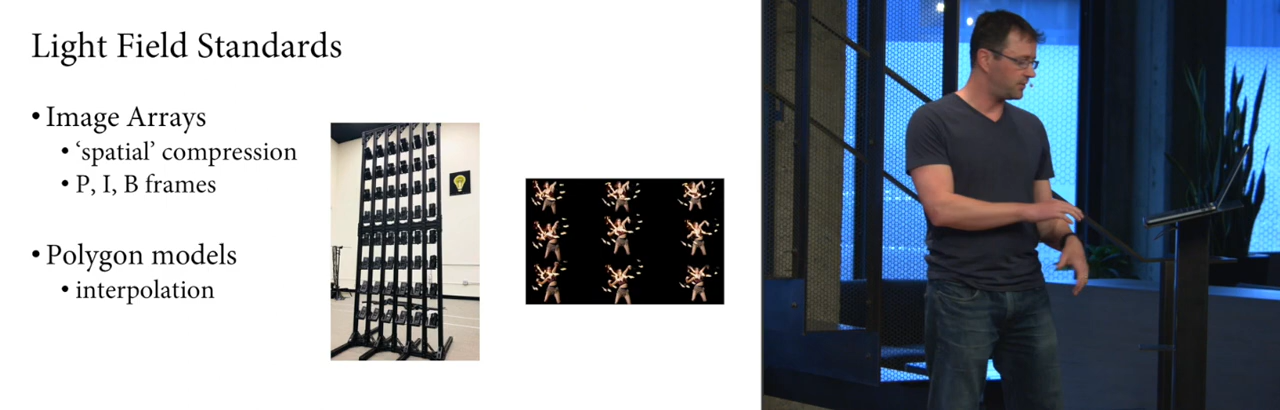 Light Field Standards
• Image Arrays
• ‘spatial’ compression
• P, I, B frames
• Polygon models
• interpolation